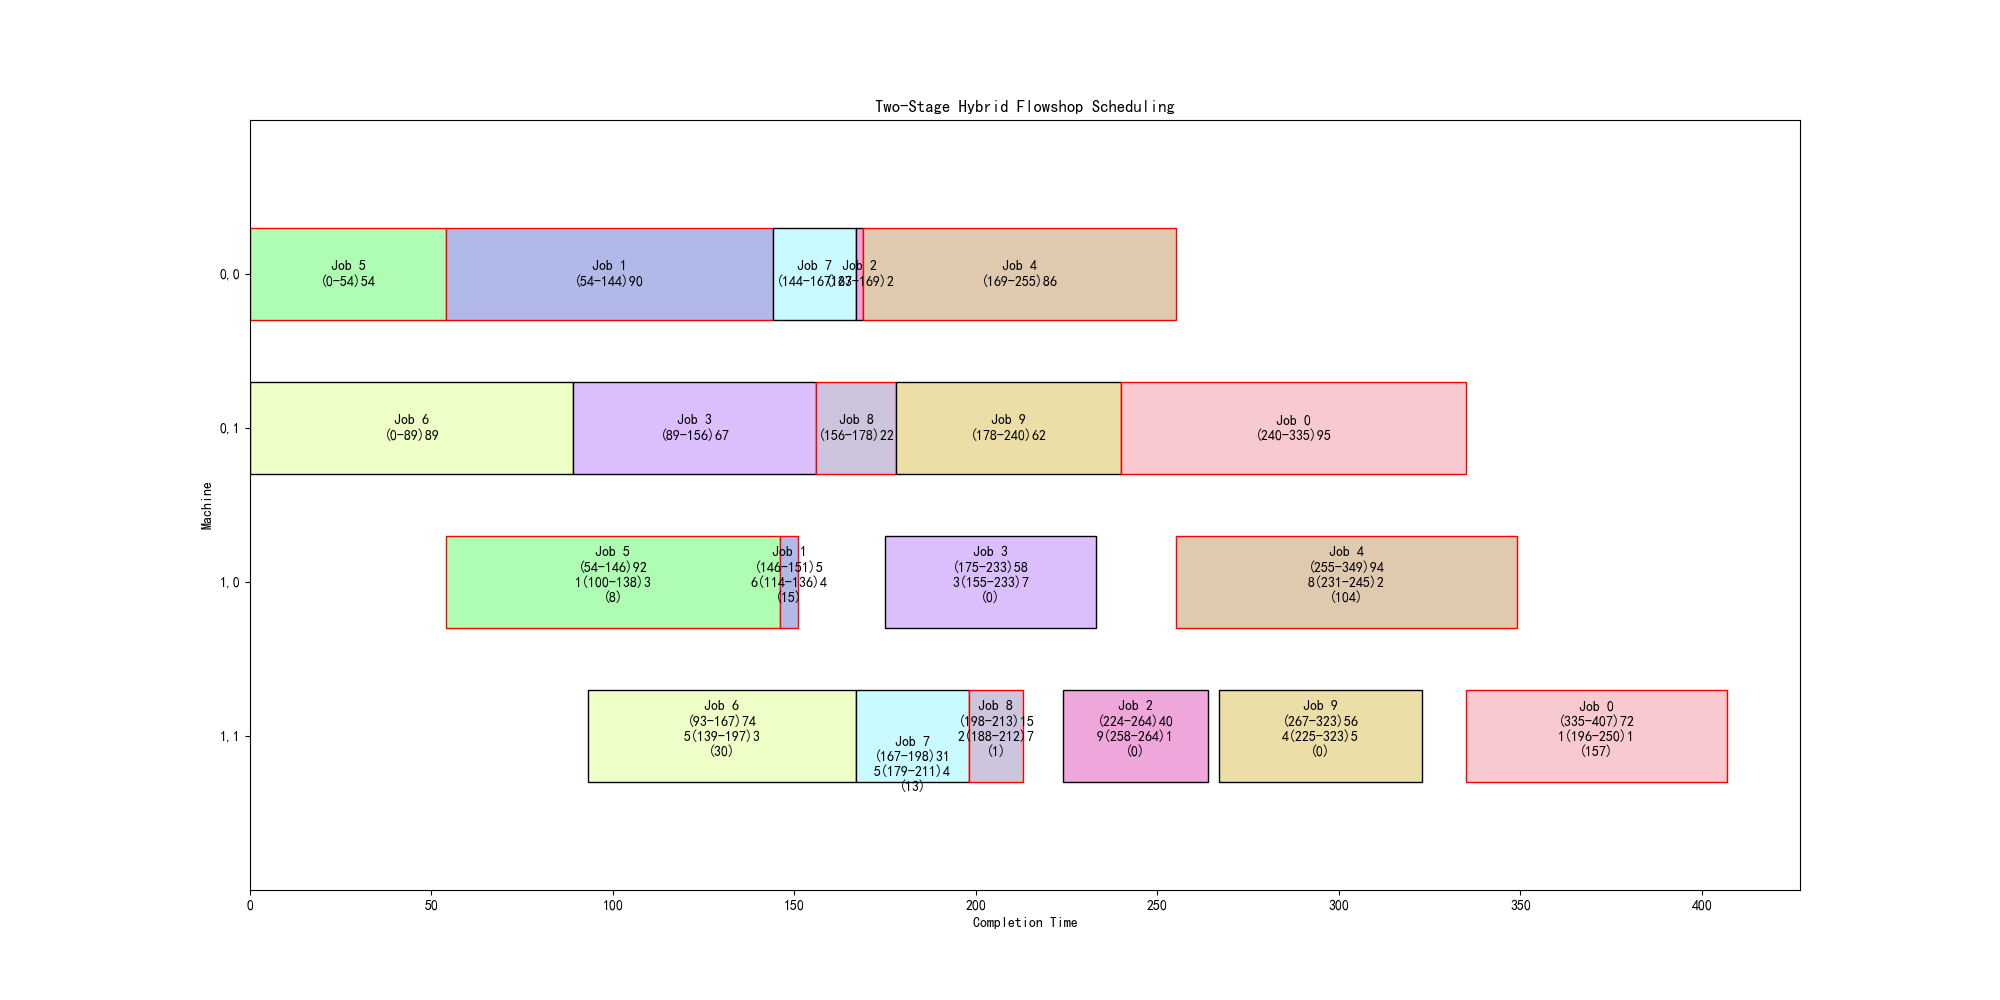 Two-Stage Hybrid Flowshop Scheduling
0,0
Job 5
(0-54)54
Job 1
(54-144)90
Job 7
(144-167)23
Job 2
(167-169)2
Job 4
(169-255)86
0,1
Job 6
(0-89)89
Job 3
(89-156)67
Job 8
(156-178)22
Job 9
(178-240)62
Job 0
(240-335)95
Machine
1,0
Job 5
(54-146)92
1(100-138)3
(8)
Job 1
(146-151)5
6(114-136)4
(15)
Job 3
(175-233)58
3(155-233)7
(0)
Job 4
(255-349)94
8(231-245)2
(104)
1,1
Job 6
(93-167)74
5(139-197)3
(30)
Job 7
(167-198)31
5(179-211)4
(13)
Job 8
(198-213)15
2(188-212)7
(1)
Job 2
(224-264)40
9(258-264)1
(0)
Job 9
(267-323)56
4(225-323)5
(0)
Job 0
(335-407)72
1(196-250)1
(157)
0 50 100 150 200 250 300 350 400
Completion Time